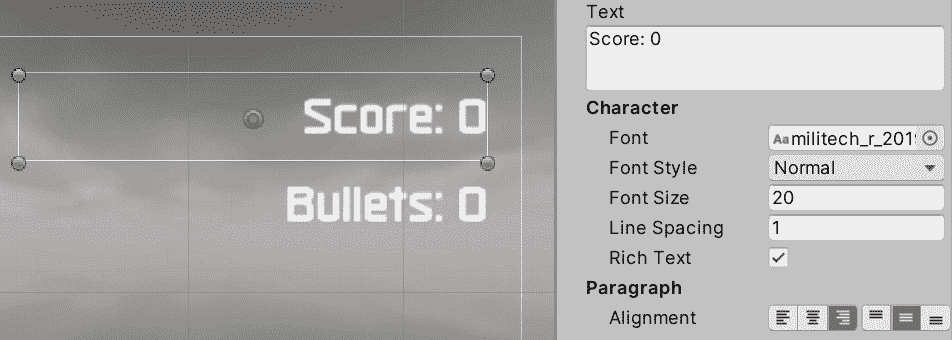 Score: 0
Bullets: 0
Text
Score: 0
Character
Font
Aa militech_r_201
Font Style
Normal
Font Size
20
Line Spacing
1
Rich Text
Paragraph
Alignment